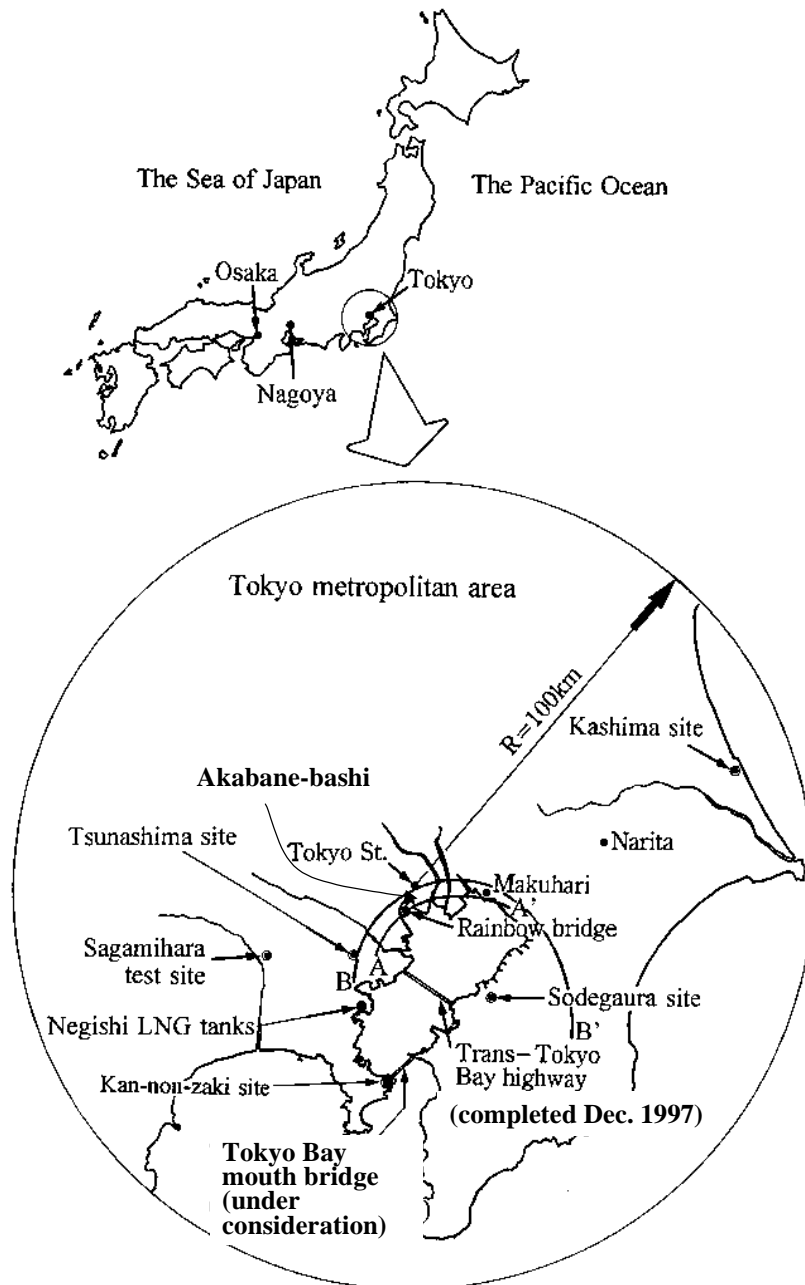 The Sea of Japan
The Pacific Ocean
Osaka
Tokyo
Nagoya
Tokyo metropolitan area
R=100km
Kashima site
Akabane-bashi
Tsunashima site
Tokyo St.
Narita
Makuhari
A'
Rainbow bridge
Sagamihara
test site
B
A
Sodegaura site
Negishi LNG tanks
B'
Trans-Tokyo
Bay highway
Kan-non-zaki site
(completed Dec. 1997)
Tokyo Bay
mouth bridge
(under
consideration)